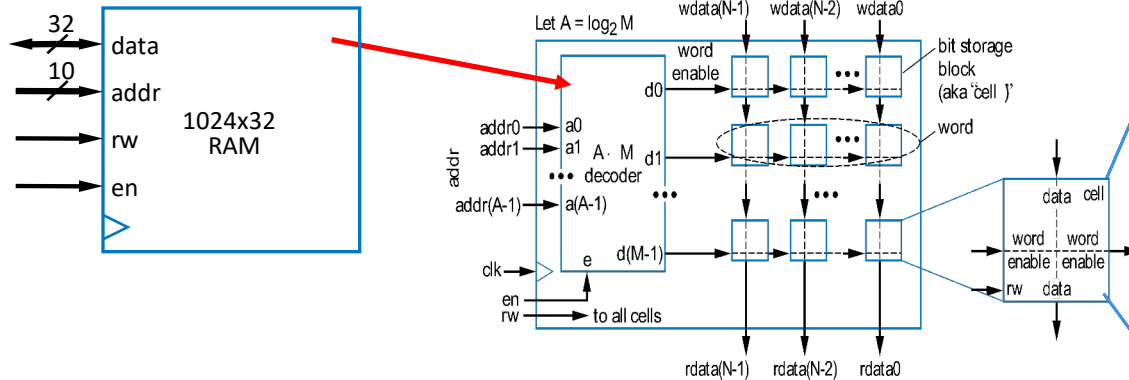 32
data
10
addr
rw
en
1024x32
RAM
Let A = log2 M
wdata(N-1) wdata(N-2) wdata0
word
enable
bit storage
block
(aka “cell )”
word
d0
addr0 a0
addr1 a1
addr
A · M
decoder
d1
addr(A-1) a(A-1)
d(M-1)
clk
e
en
rw to all cells
rdata(N-1) rdata(N-2) rdata0
data cell
word word
enable enable
rw data